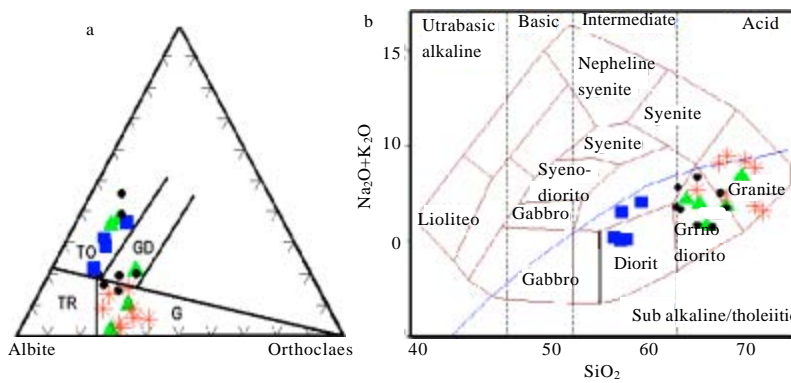 a
TO
GD
TR
G
Albite
Orthoclaes
b
Utrabasic
alkaline
Basic
Intermediate
Acid
15
10
0
Na2O+K2O
Nepheline
syenite
Syenite
Syenite
Syeno-
diorito
Gabbro
Lioliteo
Granite
Grino
diorito
Diorit
Gabbro
Sub alkaline/tholeiitic
40
50
60
70
SiO2